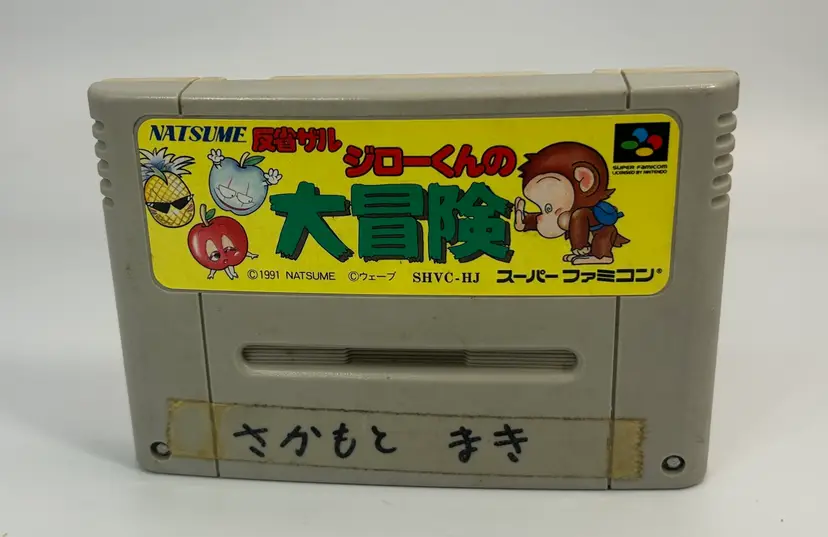 NATSUME 反省ザル
ジローくんの
SUPER FAMICOM
LICENSED BY NINTENDO
大冒険
©1991 NATSUME ©ウェーブ SHVC-HJ スーパーファミコン®
さかもと まき